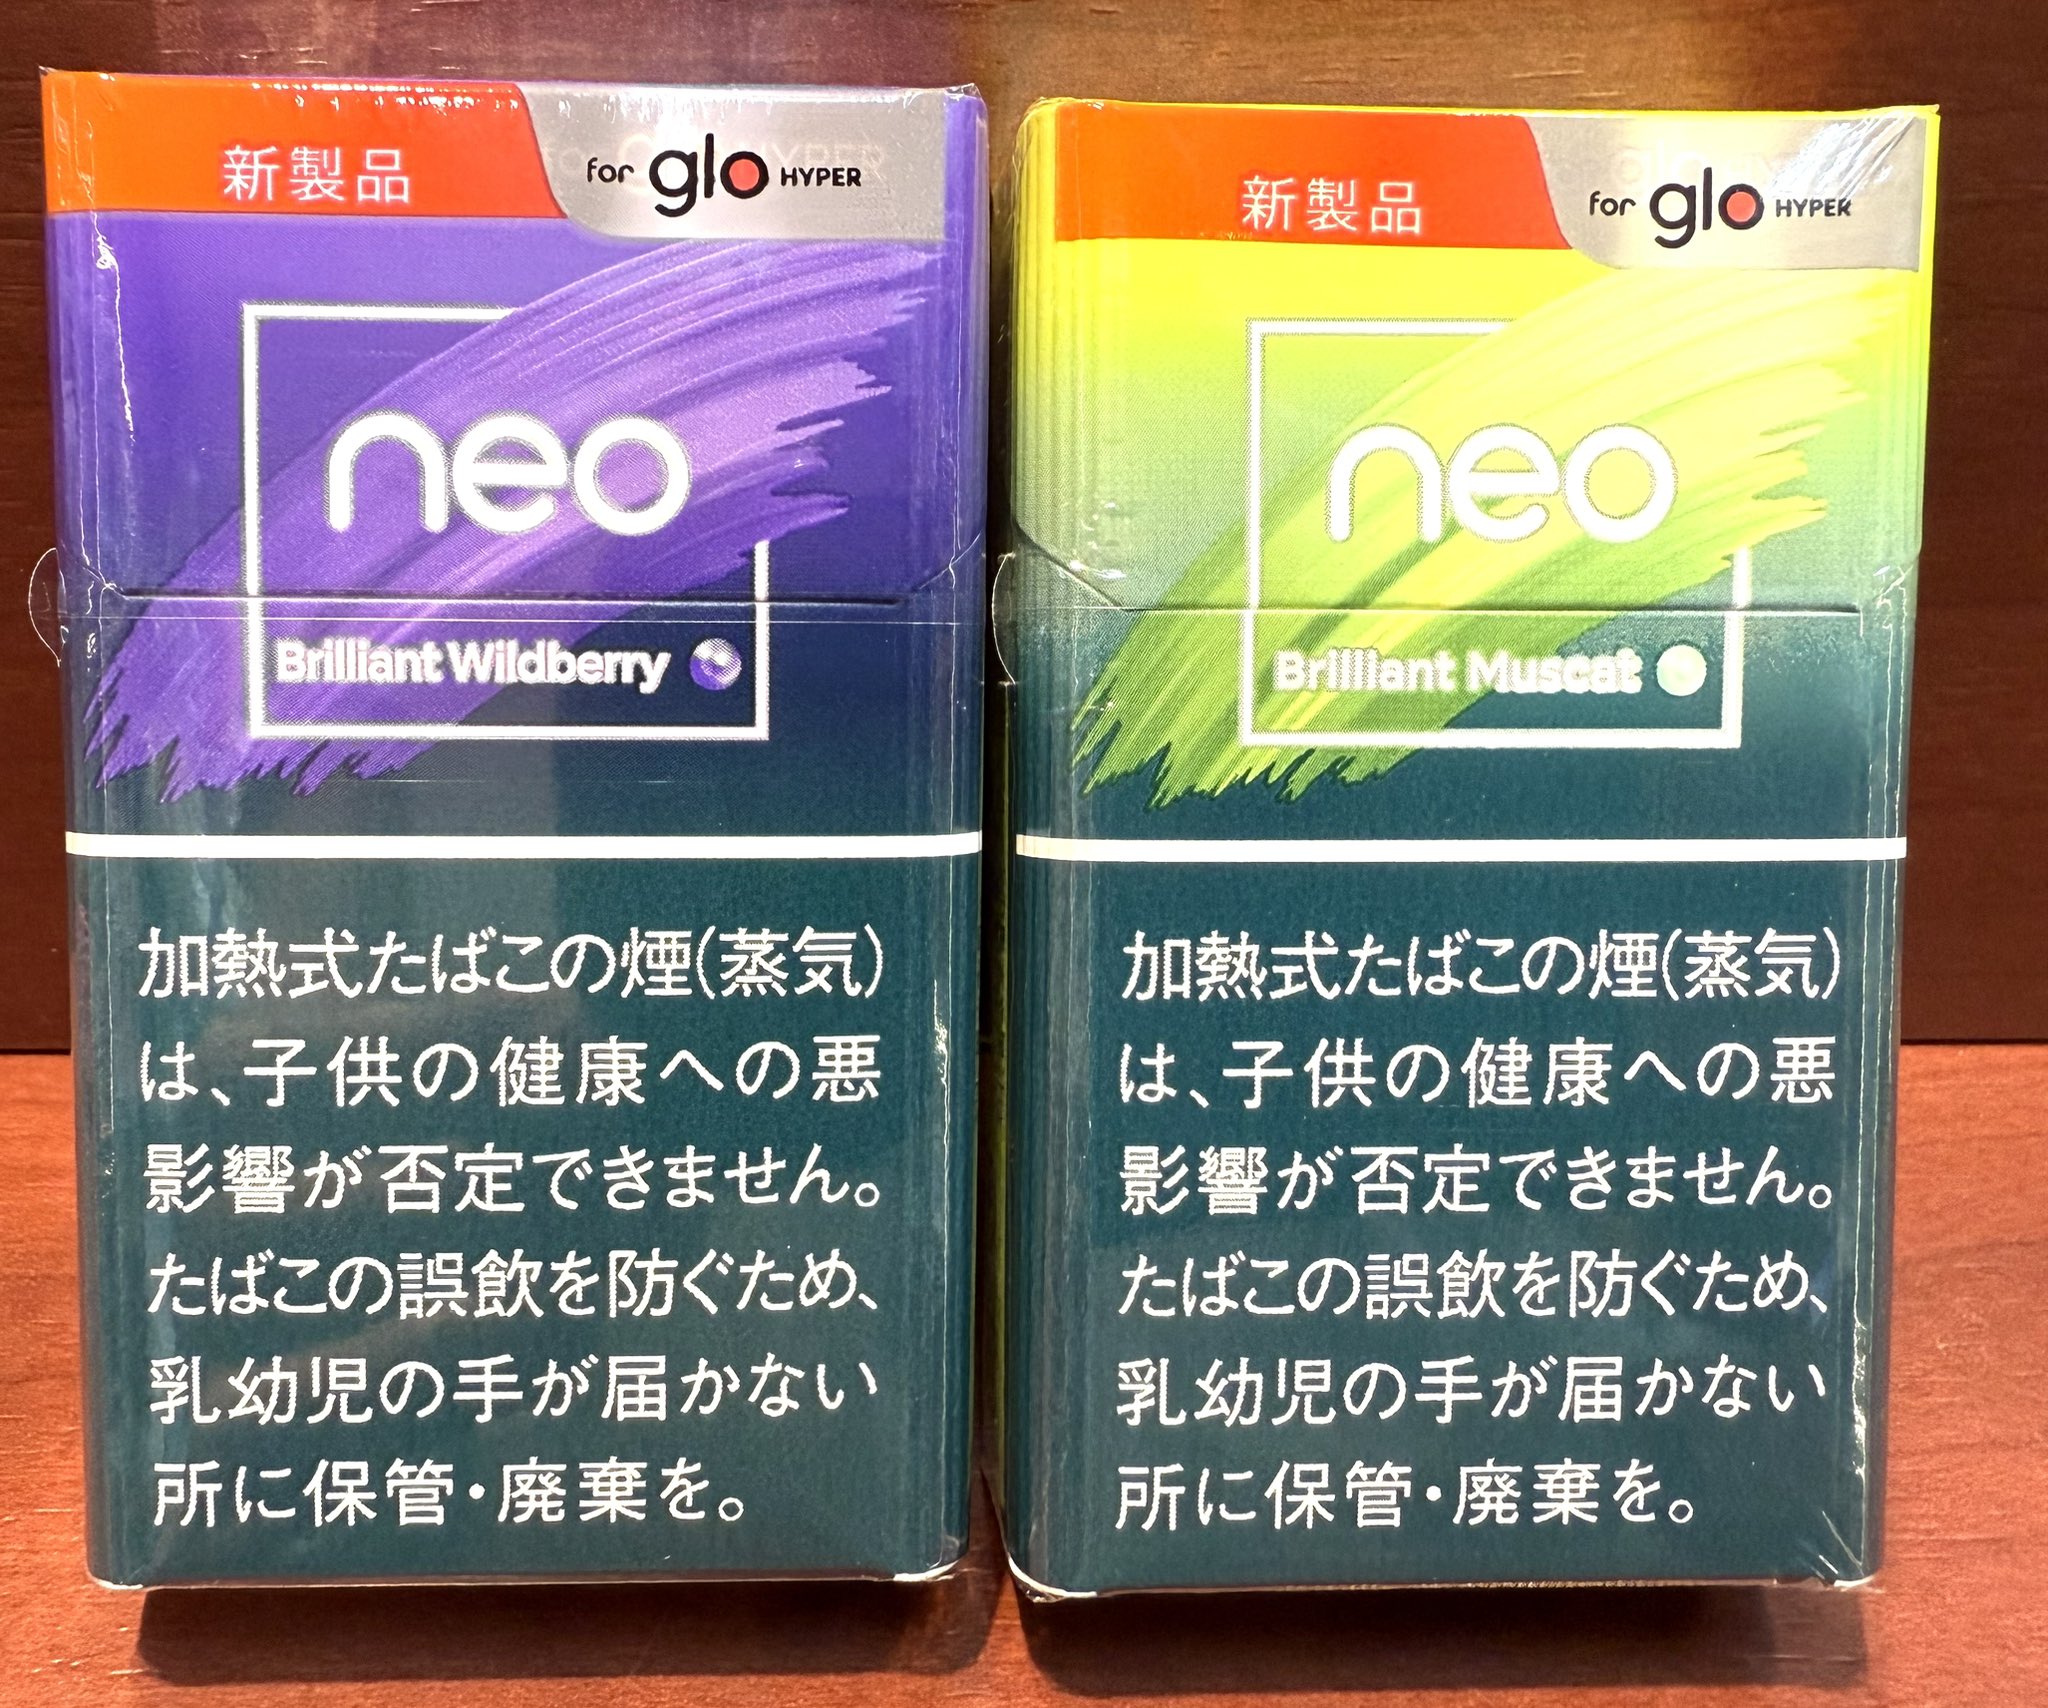 新製品
for glo HYPER
neo
Brilliant Wildberry
加熱式たばこの煙(蒸気)
は、子供の健康への悪
影響が否定できません。
たばこの誤飲を防ぐため、
乳幼児の手が届かない
所に保管・廃棄を。
新製品
for glo HYPER
neo
Brilliant Muscat
加熱式たばこの煙(蒸気)
は、子供の健康への悪
影響が否定できません。
たばこの誤飲を防ぐため、
乳幼児の手が届かない
所に保管・廃棄を。